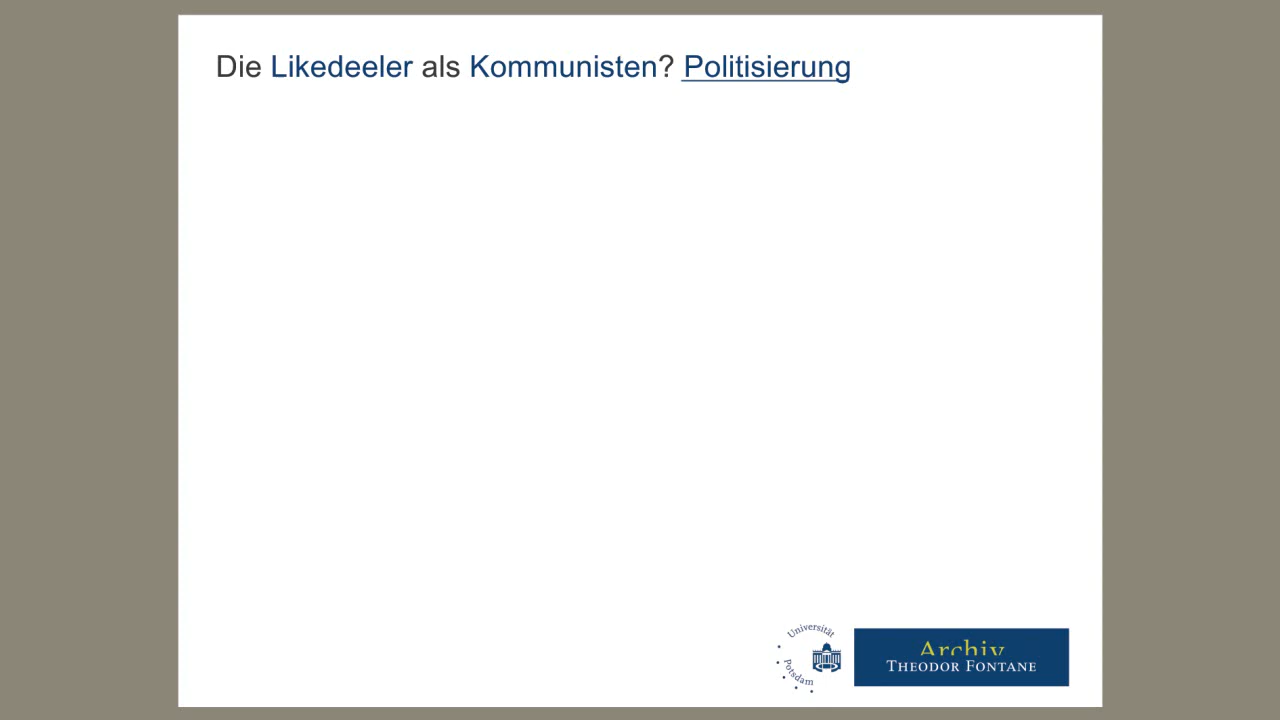 Die Likedeeler als Kommunisten? Politisierung
Universität
Potsdam
Archiv
THEODOR FONTANE